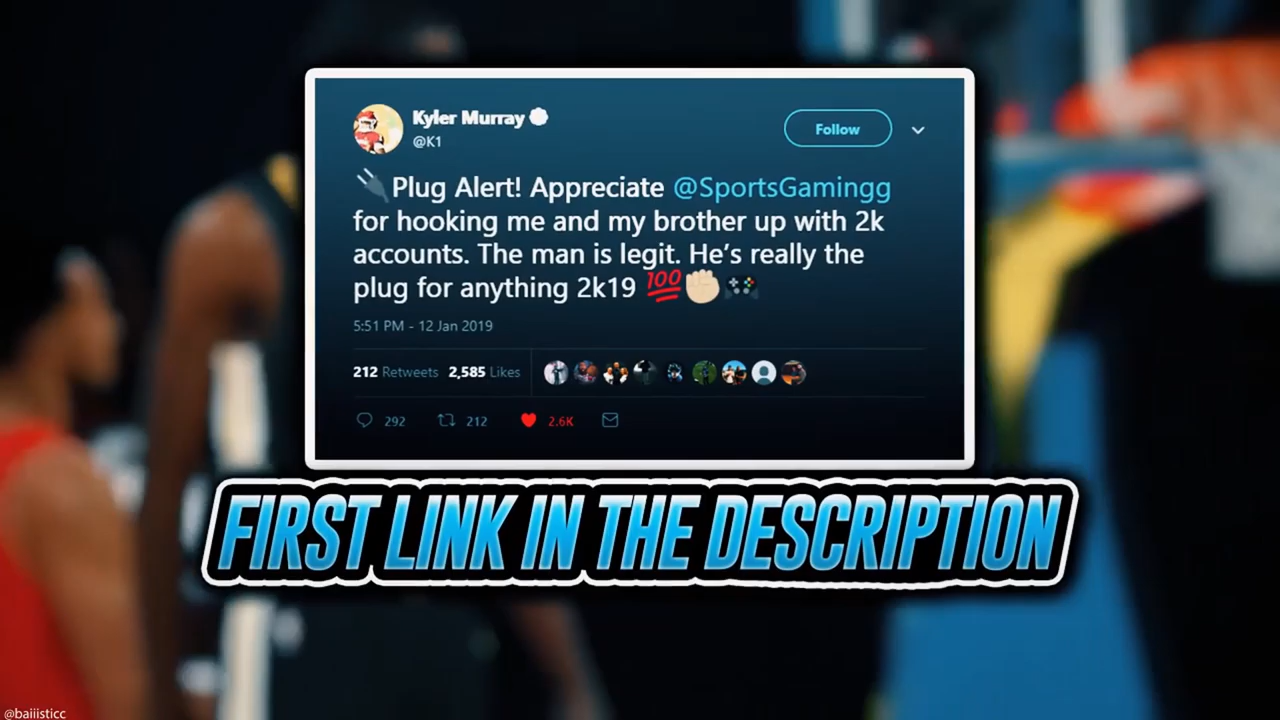 Kyler Murray
@K1
Follow
🔌Plug Alert! Appreciate @SportsGamingg
for hooking me and my brother up with 2k
accounts. The man is legit. He’s really the
plug for anything 2k19 💯✊🏼🎮
5:51 PM - 12 Jan 2019
212 Retweets 2,585 Likes
292 212 2.6K
FIRST LINK IN THE DESCRIPTION
@baiiisticc